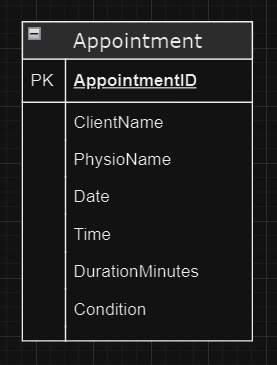 Appointment
PK AppointmentID
ClientName
PhysioName
Date
Time
DurationMinutes
Condition